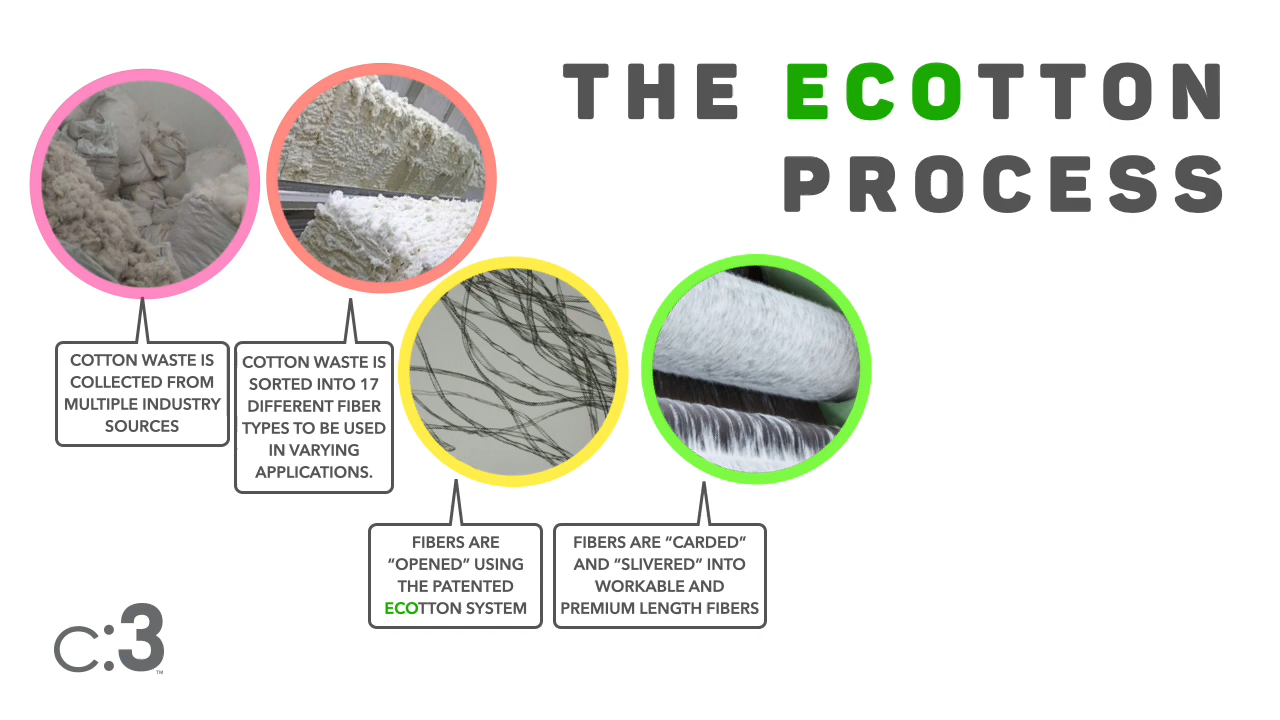 THE ECOTTON
PROCESS
COTTON WASTE IS
COLLECTED FROM
MULTIPLE INDUSTRY
SOURCES
COTTON WASTE IS
SORTED INTO 17
DIFFERENT FIBER
TYPES TO BE USED
IN VARYING
APPLICATIONS.
FIBERS ARE
“OPENED” USING
THE PATENTED
ECOTTON SYSTEM
FIBERS ARE “CARDED”
AND “SLIVERED” INTO
WORKABLE AND
PREMIUM LENGTH FIBERS
c:3™